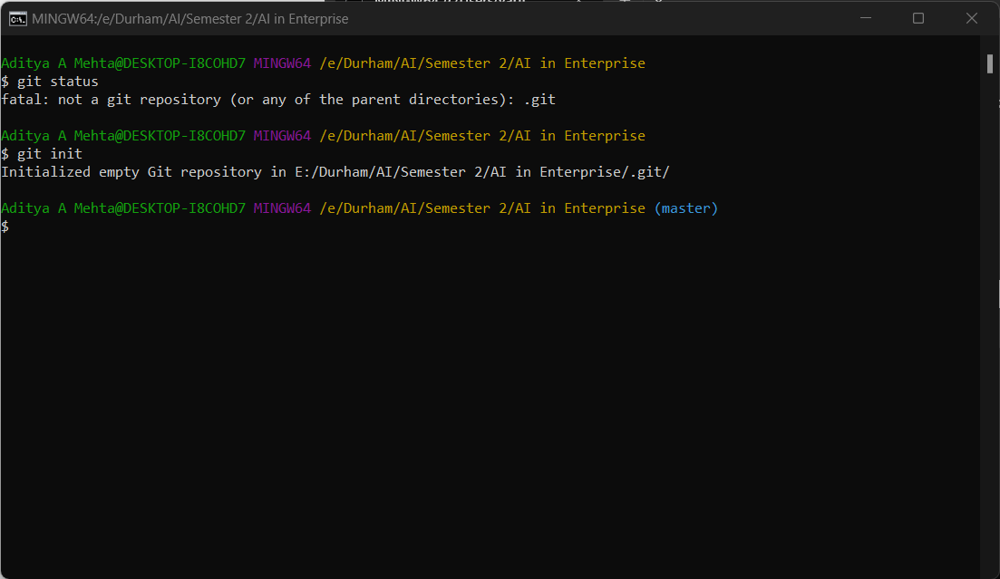 MINGW64:/e/Durham/AI/Semester 2/AI in Enterprise
Aditya A Mehta@DESKTOP-I8COHD7 MINGW64 /e/Durham/AI/Semester 2/AI in Enterprise
$ git status
fatal: not a git repository (or any of the parent directories): .git
Aditya A Mehta@DESKTOP-I8COHD7 MINGW64 /e/Durham/AI/Semester 2/AI in Enterprise
$ git init
Initialized empty Git repository in E:/Durham/AI/Semester 2/AI in Enterprise/.git/
Aditya A Mehta@DESKTOP-I8COHD7 MINGW64 /e/Durham/AI/Semester 2/AI in Enterprise (master)
$